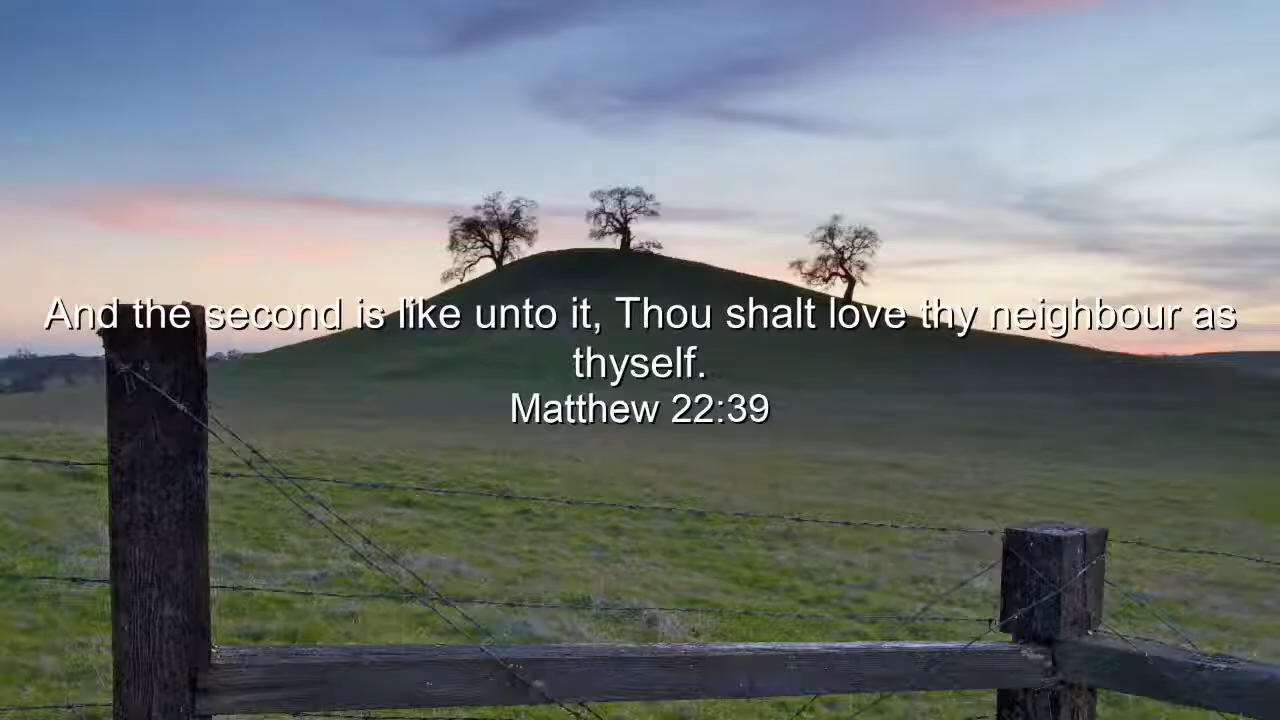 And the second is like unto it, Thou shalt love thy neighbour as
thyself.
Matthew 22:39